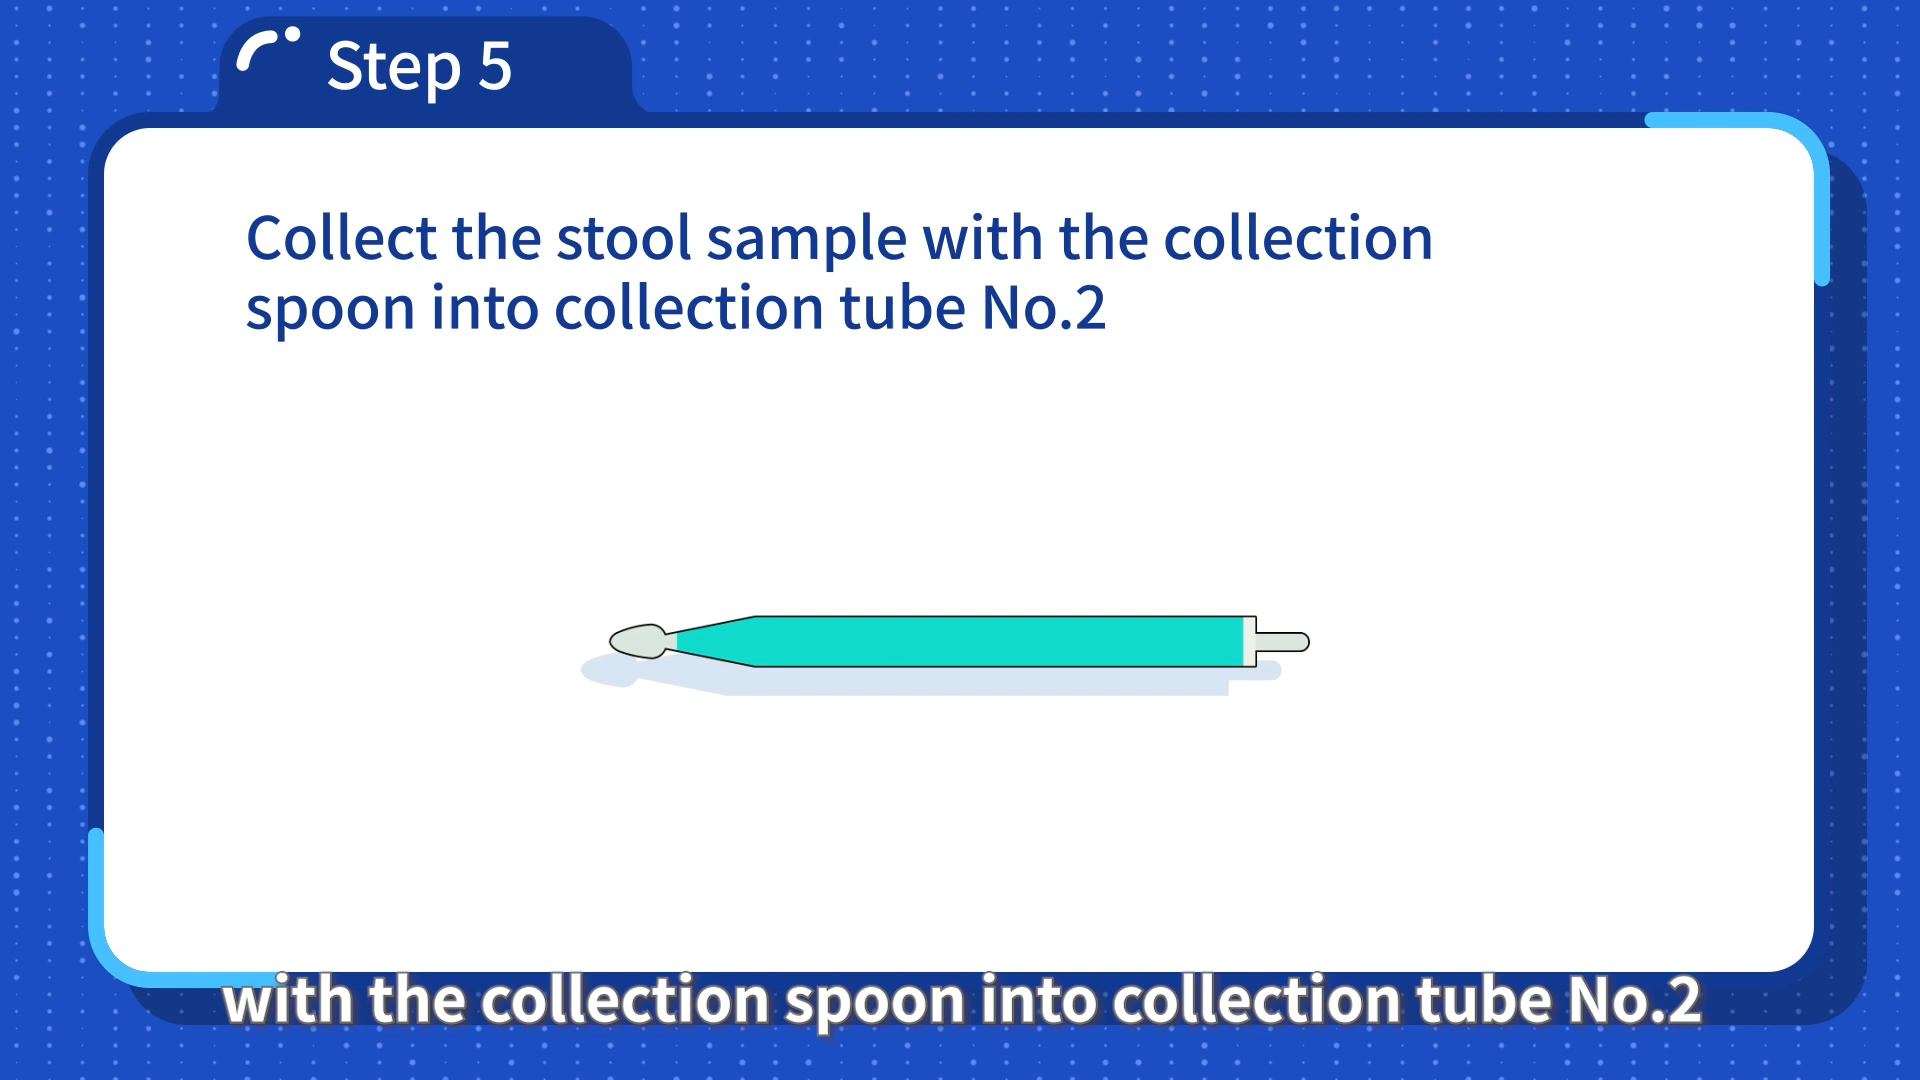 Step 5
Collect the stool sample with the collection
spoon into collection tube No.2
with the collection spoon into collection tube No.2